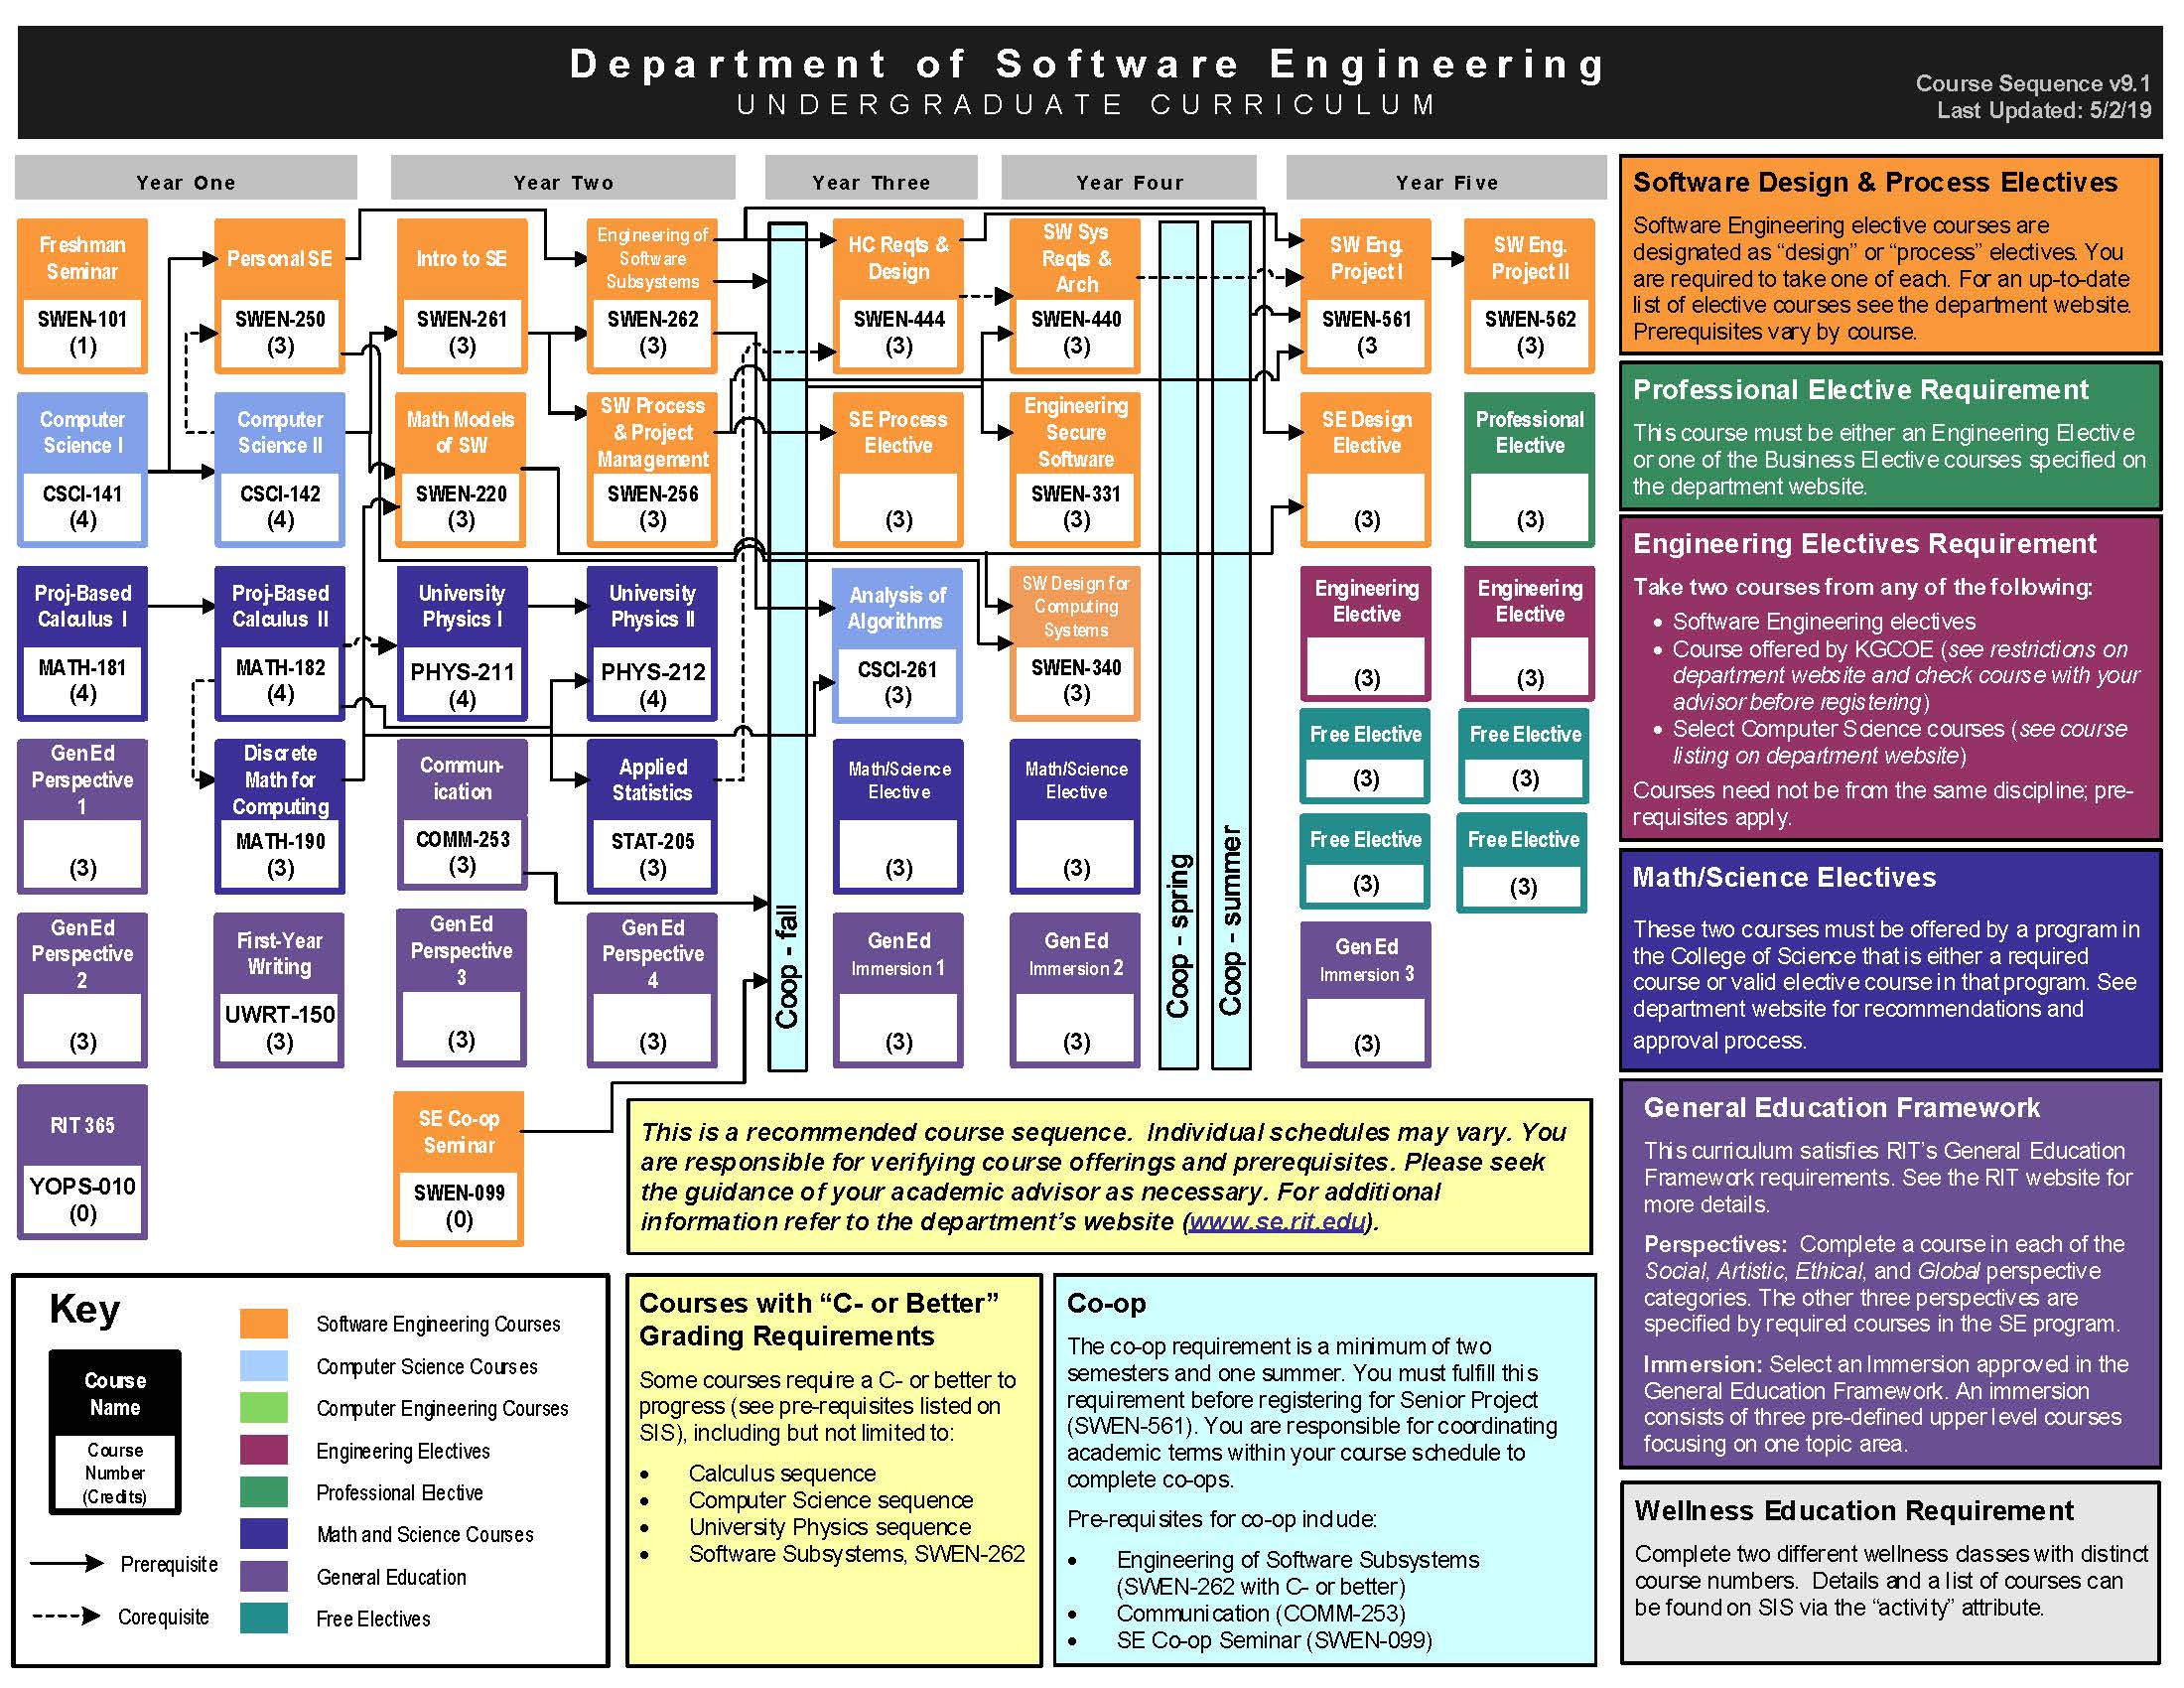 Department of Software Engineering
UNDERGRADUATE CURRICULUM
Course Sequence v9.1
Last Updated: 5/2/19
Year One
Year Two
Year Three
Year Four
Year Five
Freshman
Seminar
SWEN-101
(1)
Personal SE
SWEN-250
(3)
Intro to SE
SWEN-261
(3)
Engineering of
Software
Subsystems
SWEN-262
(3)
HC Reqts &
Design
SWEN-444
(3)
SW Sys
Reqts &
Arch
SWEN-440
(3)
SW Eng.
Project I
SWEN-561
(3
SW Eng.
Project II
SWEN-562
(3)
Computer
Science I
CSCI-141
(4)
Computer
Science II
CSCI-142
(4)
Math Models
of SW
SWEN-220
(3)
SW Process
& Project
Management
SWEN-256
(3)
SE Process
Elective
(3)
Engineering
Secure
Software
SWEN-331
(3)
SE Design
Elective
(3)
Professional
Elective
(3)
Proj-Based
Calculus I
MATH-181
(4)
Proj-Based
Calculus II
MATH-182
(4)
University
Physics I
PHYS-211
(4)
University
Physics II
PHYS-212
(4)
Analysis of
Algorithms
CSCI-261
(3)
SW Design for
Computing
Systems
SWEN-340
(3)
Engineering
Elective
(3)
Engineering
Elective
(3)
Gen Ed
Perspective
1
(3)
Discrete
Math for
Computing
MATH-190
(3)
Commun-
ication
COMM-253
(3)
Applied
Statistics
STAT-205
(3)
Math/Science
Elective
(3)
Math/Science
Elective
(3)
Free Elective
(3)
Free Elective
(3)
Free Elective
(3)
Free Elective
(3)
Gen Ed
Perspective
2
(3)
First-Year
Writing
UWRT-150
(3)
Gen Ed
Perspective
3
(3)
Gen Ed
Perspective
4
(3)
Coop - fall
Gen Ed
Immersion 1
(3)
Gen Ed
Immersion 2
(3)
Coop - spring
Coop - summer
Gen Ed
Immersion 3
(3)
RIT 365
YOPS-010
(0)
SE Co-op
Seminar
SWEN-099
(0)
This is a recommended course sequence. Individual schedules may vary. You
are responsible for verifying course offerings and prerequisites. Please seek
the guidance of your academic advisor as necessary. For additional
information refer to the department's website (www.se.rit.edu).
Key
Course
Name
Course
Number
(Credits)
Prerequisite
Corequisite
Software Engineering Courses
Computer Science Courses
Computer Engineering Courses
Engineering Electives
Professional Elective
Math and Science Courses
General Education
Free Electives
Courses with “C- or Better”
Grading Requirements
Some courses require a C- or better to
progress (see pre-requisites listed on
SIS), including but not limited to:
• Calculus sequence
• Computer Science sequence
• University Physics sequence
• Software Subsystems, SWEN-262
Co-op
The co-op requirement is a minimum of two
semesters and one summer. You must fulfill this
requirement before registering for Senior Project
(SWEN-561). You are responsible for coordinating
academic terms within your course schedule to
complete co-ops.
Pre-requisites for co-op include:
• Engineering of Software Subsystems
(SWEN-262 with C- or better)
• Communication (COMM-253)
• SE Co-op Seminar (SWEN-099)
Software Design & Process Electives
Software Engineering elective courses are
designated as “design” or “process” electives. You
are required to take one of each. For an up-to-date
list of elective courses see the department website.
Prerequisites vary by course.
Professional Elective Requirement
This course must be either an Engineering Elective
or one of the Business Elective courses specified on
the department website.
Engineering Electives Requirement
Take two courses from any of the following:
• Software Engineering electives
• Course offered by KGCOE (see restrictions on
department website and check course with your
advisor before registering)
• Select Computer Science courses (see course
listing on department website)
Courses need not be from the same discipline; pre-
requisites apply.
Math/Science Electives
These two courses must be offered by a program in
the College of Science that is either a required
course or valid elective course in that program. See
department website for recommendations and
approval process.
General Education Framework
This curriculum satisfies RIT's General Education
Framework requirements. See the RIT website for
more details.
Perspectives: Complete a course in each of the
Social, Artistic, Ethical, and Global perspective
categories. The other three perspectives are
specified by required courses in the SE program.
Immersion: Select an Immersion approved in the
General Education Framework. An immersion
consists of three pre-defined upper level courses
focusing on one topic area.
Wellness Education Requirement
Complete two different wellness classes with distinct
course numbers. Details and a list of courses can
be found on SIS via the “activity” attribute.